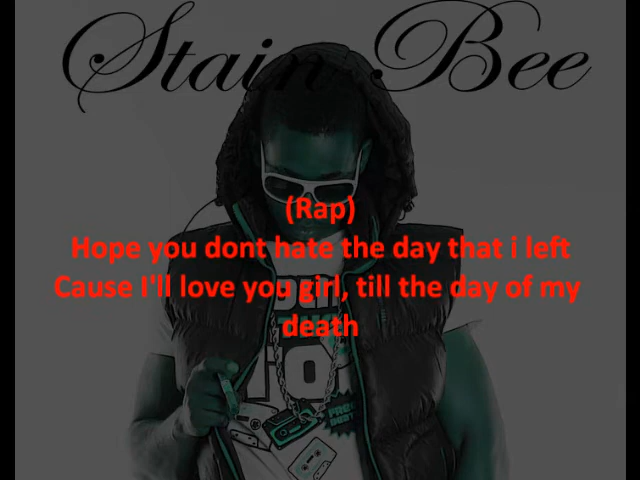 Stain Bee
(Rap)
Hope you dont hate the day that i left
Cause I'll love you girl, till the day of my
death